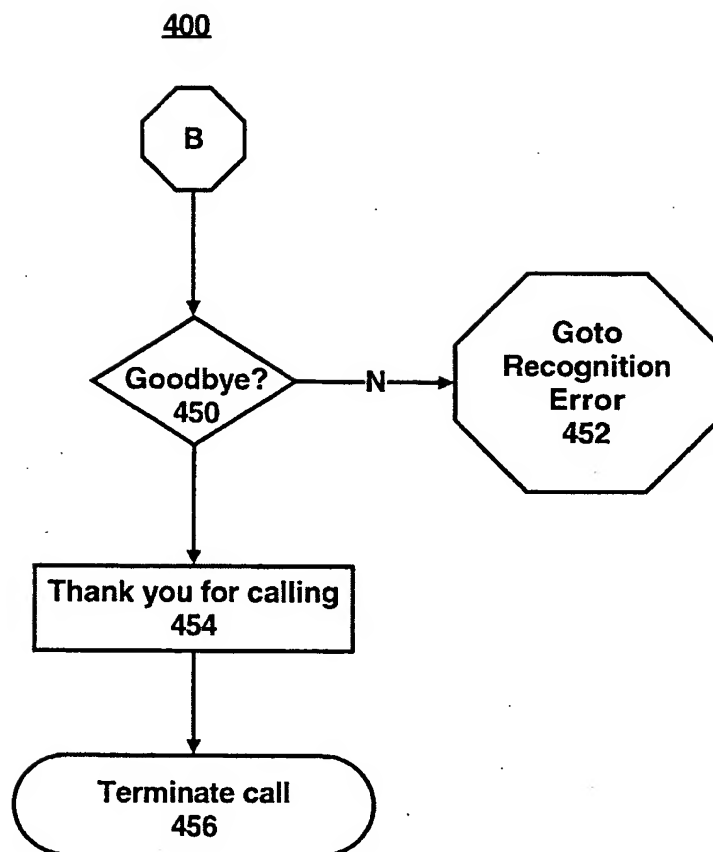 400
B
Goodbye?
450
N
Goto
Recognition
Error
452
Thank you for calling
454
Terminate call
456